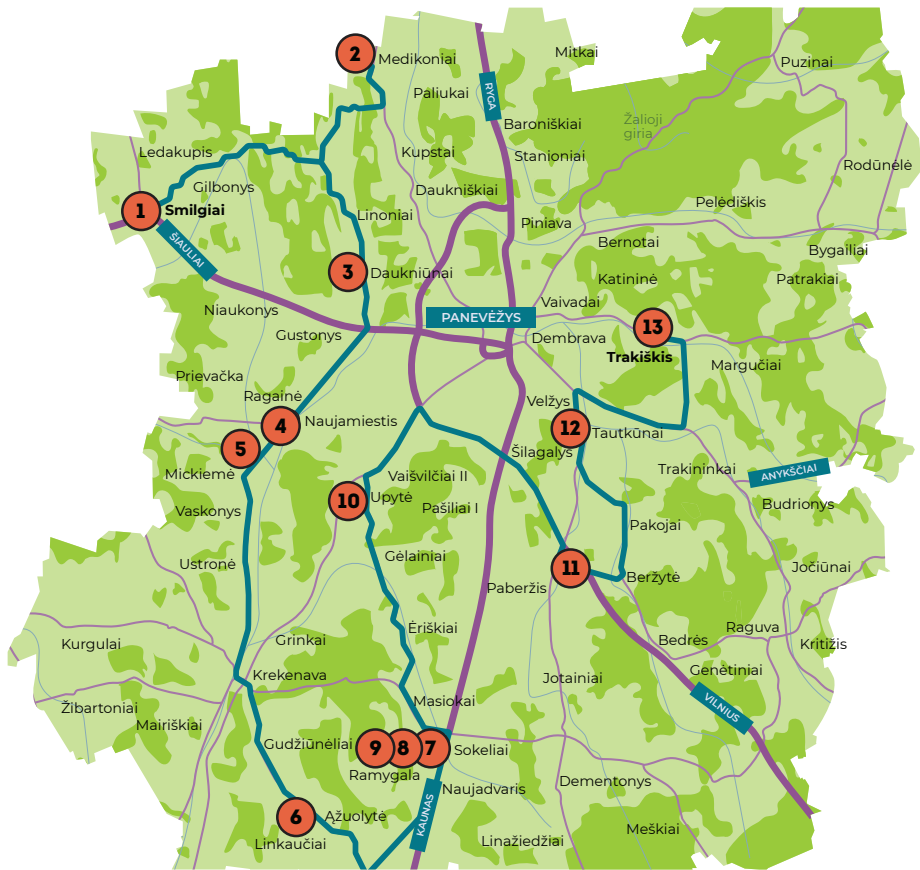 2
Medikoniai
Mitkai
Puzinai
Paliukai
RYGA
Baroniškiai
Žalioji
giria
Ledakupis
Kupstai
Stanioniai
Rodūnėlė
Gilbonys
Daukniškiai
Pelėdiškis
1
Smilgiai
Linoniai
Piniava
Bernotai
ŠIAULIAI
Bygailiai
3
Daukniūnai
Katininė
Patrakiai
Niaukonys
Vaivadai
PANEVĖŽYS
13
Gustonys
Dembrava
Trakiškis
Margučiai
Prievačka
Ragainė
Velžys
4
Naujamiestis
12
Tautkūnai
5
Šilagalys
Mickiemė
Vaišvilčiai II
Trakininkai
ANYKŠČIAI
10
Upytė
Pašiliai I
Budrionys
Vaskonys
Pakojai
Gėlainiai
Ustronė
11
Jočiūnai
Beržytė
Paberžis
Ėriškiai
Raguva
Kurgulai
Grinkai
Bedrės
Kritižis
Krekenava
Genėtiniai
Jotainiai
Žibartoniai
Masiokai
VILNIUS
Mairiškiai
Gudžiūnėliai
9
8
7
Sokeliai
Ramygala
Dementonys
Naujadvaris
KAUNAS
6
Ąžuolytė
Meškiai
Linkaučiai
Linažiedžiai